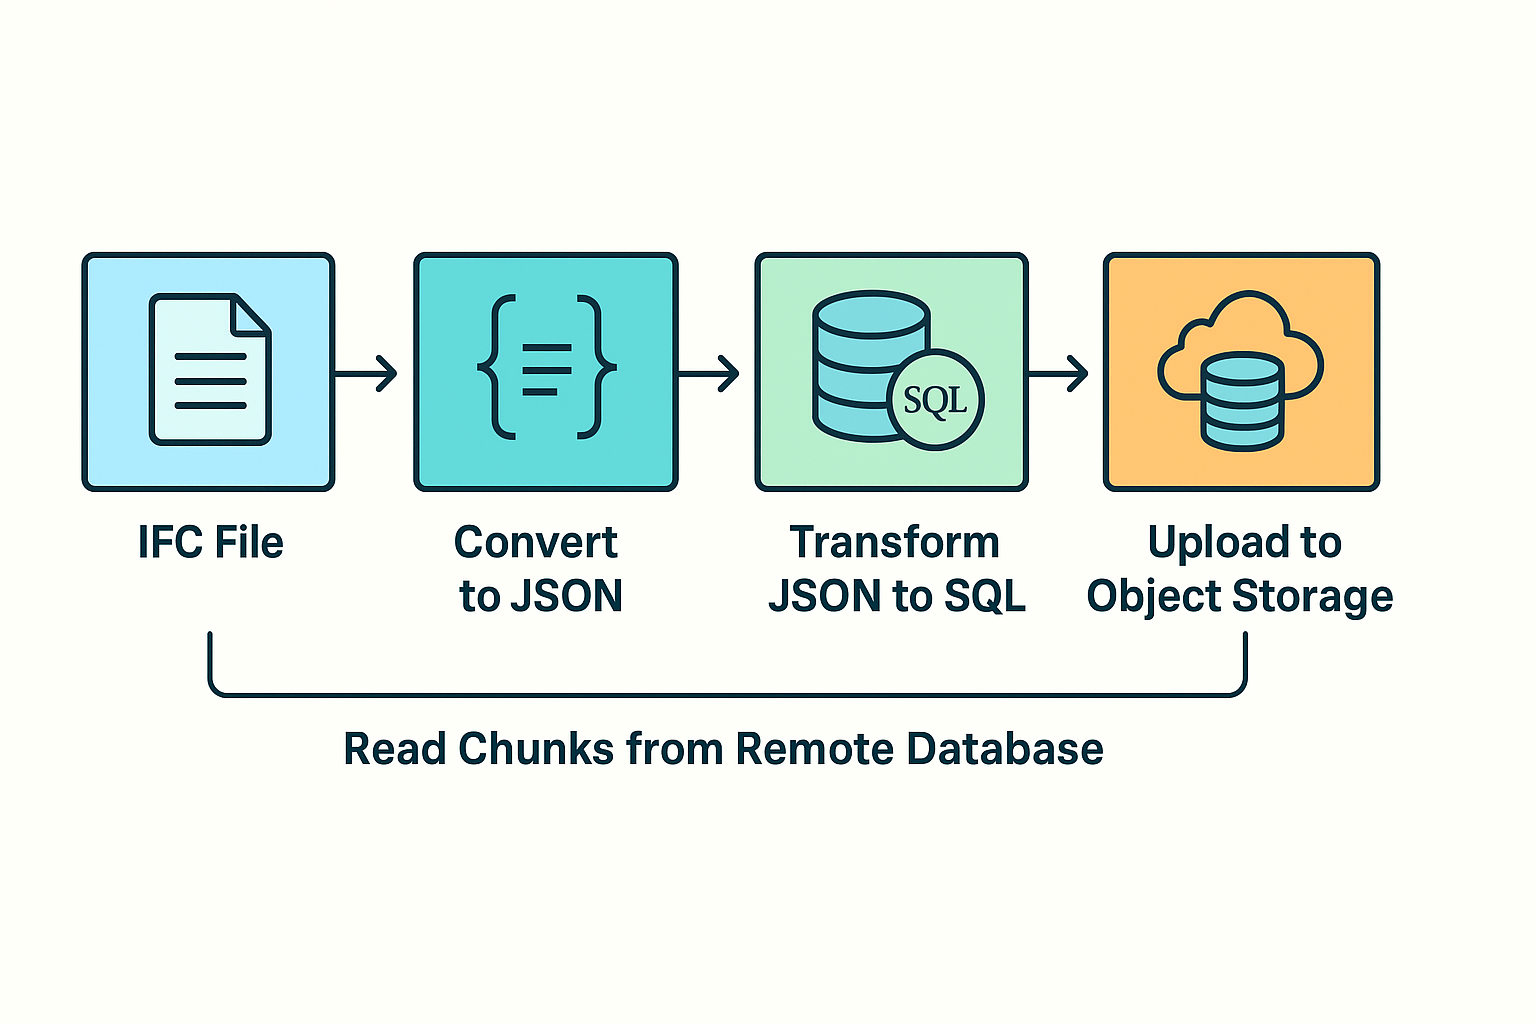 SQL
IFC File
Convert
to JSON
Transform
JSON to SQL
Upload to
Object Storage
Read Chunks from Remote Database